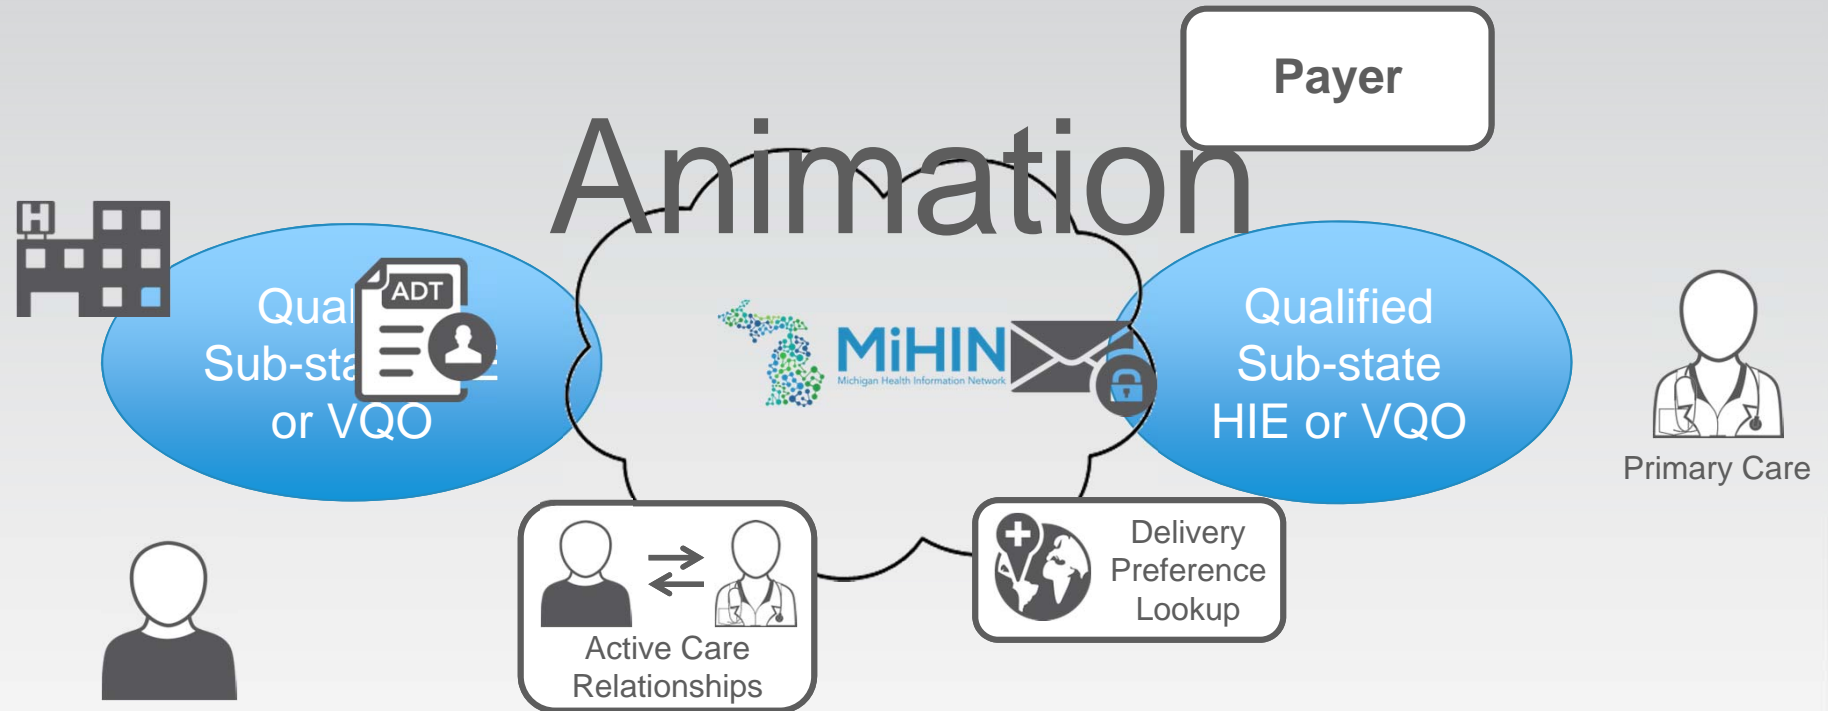 Payer
Animation
H
ADT
Qual
Sub-sta E
or VQO
MiHIN
Michigan Health Information Network
Qualified
Sub-state
HIE or VQO
Primary Care
Active Care
Relationships
Delivery
Preference
Lookup